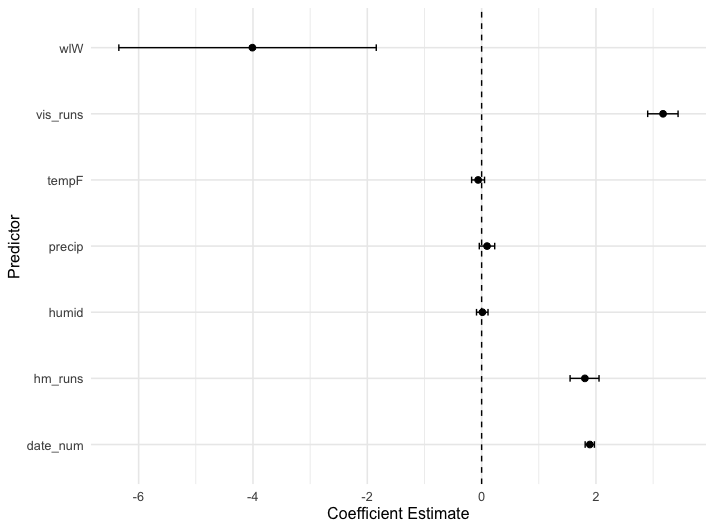 wlW
vis_runs
tempF
precip
humid
hm_runs
date_num
Predictor
-6 -4 -2 0 2
Coefficient Estimate